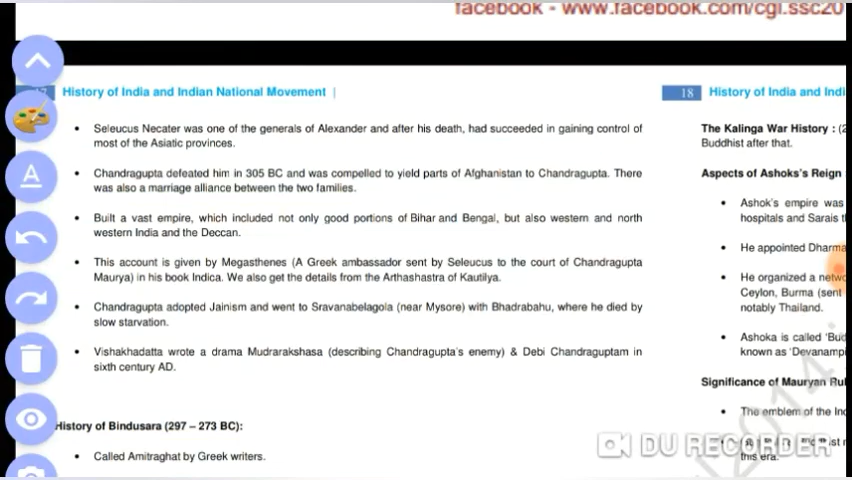 facebook - www.facebook.com/cgl.ssc20
17 History of India and Indian National Movement |
• Seleucus Necater was one of the generals of Alexander and after his death, had succeeded in gaining control of
most of the Asiatic provinces.
• Chandragupta defeated him in 305 BC and was compelled to yield parts of Afghanistan to Chandragupta. There
was also a marriage alliance between the two families.
• Built a vast empire, which included not only good portions of Bihar and Bengal, but also western and north
western India and the Deccan.
• This account is given by Megasthenes (A Greek ambassador sent by Seleucus to the court of Chandragupta
Maurya) in his book Indica. We also get the details from the Arthashastra of Kautilya.
• Chandragupta adopted Jainism and went to Sravanabelagola (near Mysore) with Bhadrabahu, where he died by
slow starvation.
• Vishakhadatta wrote a drama Mudrarakshasa (describing Chandragupta's enemy) & Debi Chandraguptam in
sixth century AD.
History of Bindusara (297 – 273 BC):
• Called Amitraghat by Greek writers.
18 History of India and Indi
The Kalinga War History : (2
Buddhist after that.
Aspects of Ashoks's Reign
• Ashok's empire was
hospitals and Sarais t
• He appointed Dharma
• He organized a netwo
Ceylon, Burma (sent
notably Thailand.
• Ashoka is called 'Bud
known as 'Devanampi
Significance of Mauryan Rul
• The emblem of the Ind
this era.
DU RECORDER
A